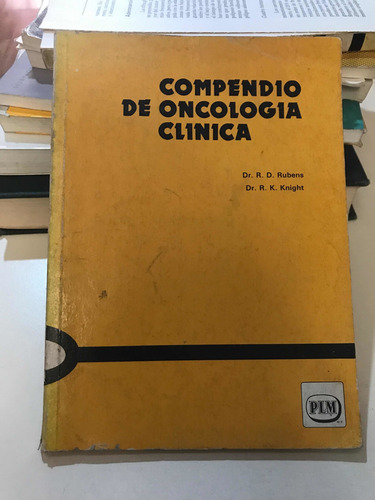 COMPENDIO
DE ONCOLOGIA
CLINICA
Dr. R. D. Rubens
Dr. R. K. Knight
PLM